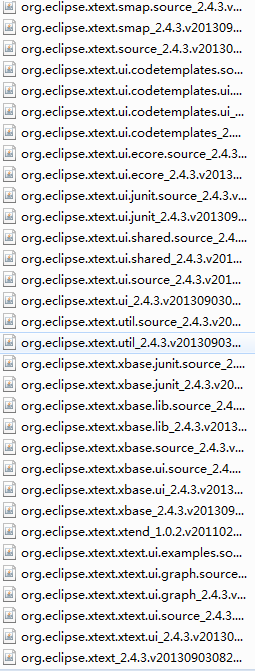 org.eclipse.xtext.smap.source_2.4.3.v...
org.eclipse.xtext.smap_2.4.3.v201309...
org.eclipse.xtext.source_2.4.3.v20130...
org.eclipse.xtext.ui.codetemplates.so...
org.eclipse.xtext.ui.codetemplates.ui....
org.eclipse.xtext.ui.codetemplates.ui_...
org.eclipse.xtext.ui.codetemplates_2....
org.eclipse.xtext.ui.ecore.source_2.4.3...
org.eclipse.xtext.ui.ecore_2.4.3.v2013...
org.eclipse.xtext.ui.junit.source_2.4.3.v...
org.eclipse.xtext.ui.junit_2.4.3.v201309...
org.eclipse.xtext.ui.shared.source_2.4....
org.eclipse.xtext.ui.shared_2.4.3.v201...
org.eclipse.xtext.ui.source_2.4.3.v201...
org.eclipse.xtext.ui_2.4.3.v201309030...
org.eclipse.xtext.util.source_2.4.3.v20...
org.eclipse.xtext.util_2.4.3.v20130903...
org.eclipse.xtext.xbase.junit.source_2....
org.eclipse.xtext.xbase.junit_2.4.3.v20...
org.eclipse.xtext.xbase.lib.source_2.4....
org.eclipse.xtext.xbase.lib_2.4.3.v2013...
org.eclipse.xtext.xbase.source_2.4.3.v...
org.eclipse.xtext.xbase.ui.source_2.4....
org.eclipse.xtext.xbase.ui_2.4.3.v2013...
org.eclipse.xtext.xbase_2.4.3.v201309...
org.eclipse.xtext.xtend_1.0.2.v201102...
org.eclipse.xtext.xtext.ui.examples.so...
org.eclipse.xtext.xtext.ui.graph.source...
org.eclipse.xtext.xtext.ui.graph_2.4.3.v...
org.eclipse.xtext.xtext.ui.source_2.4.3....
org.eclipse.xtext.xtext.ui_2.4.3.v20130...
org.eclipse.xtext_2.4.3.v20130903082...